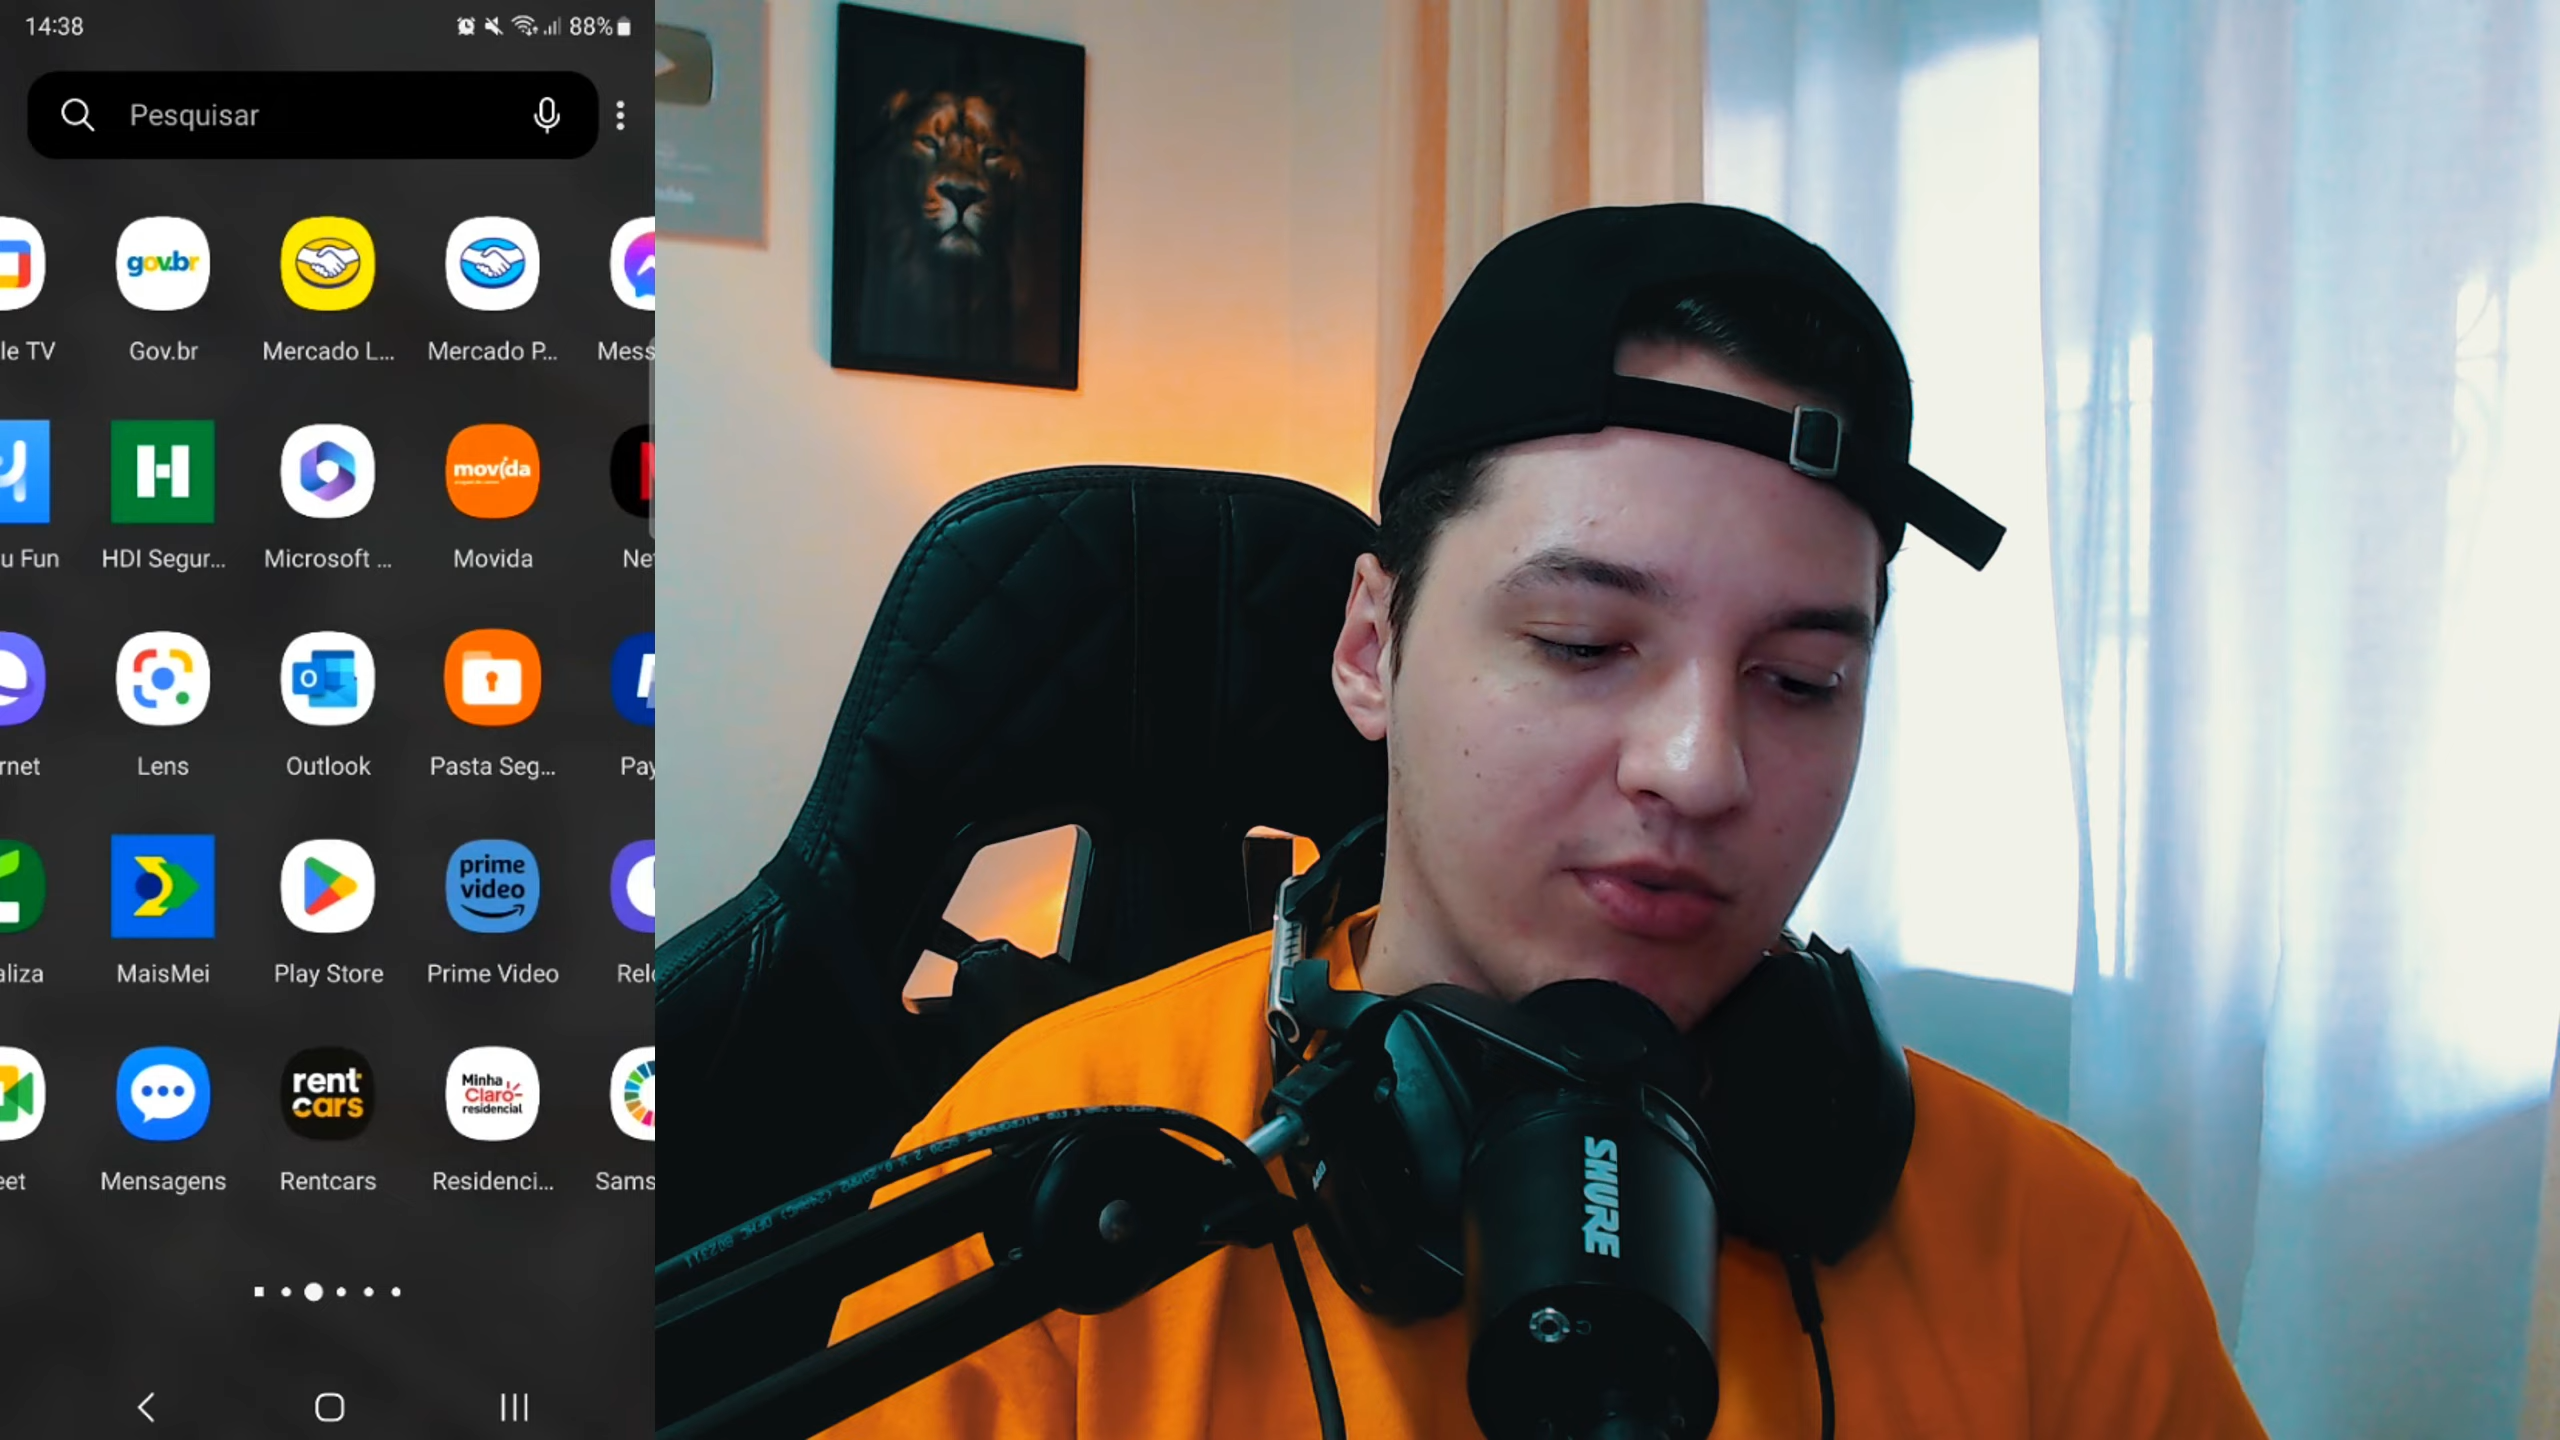 14:38
88%
Pesquisar
le TV
gov.br
Gov.br
Mercado L...
Mercado P...
Mess
u Fun
H
HDI Segur...
Microsoft ...
movida
Movida
Ne
rnet
Lens
Outlook
Pasta Seg...
Pay
aliza
MaisMei
Play Store
prime
video
Prime Video
Relo
eet
Mensagens
rent
cars
Rentcars
Minha
Claro-
residencial
Residenci...
Sams
SHURE